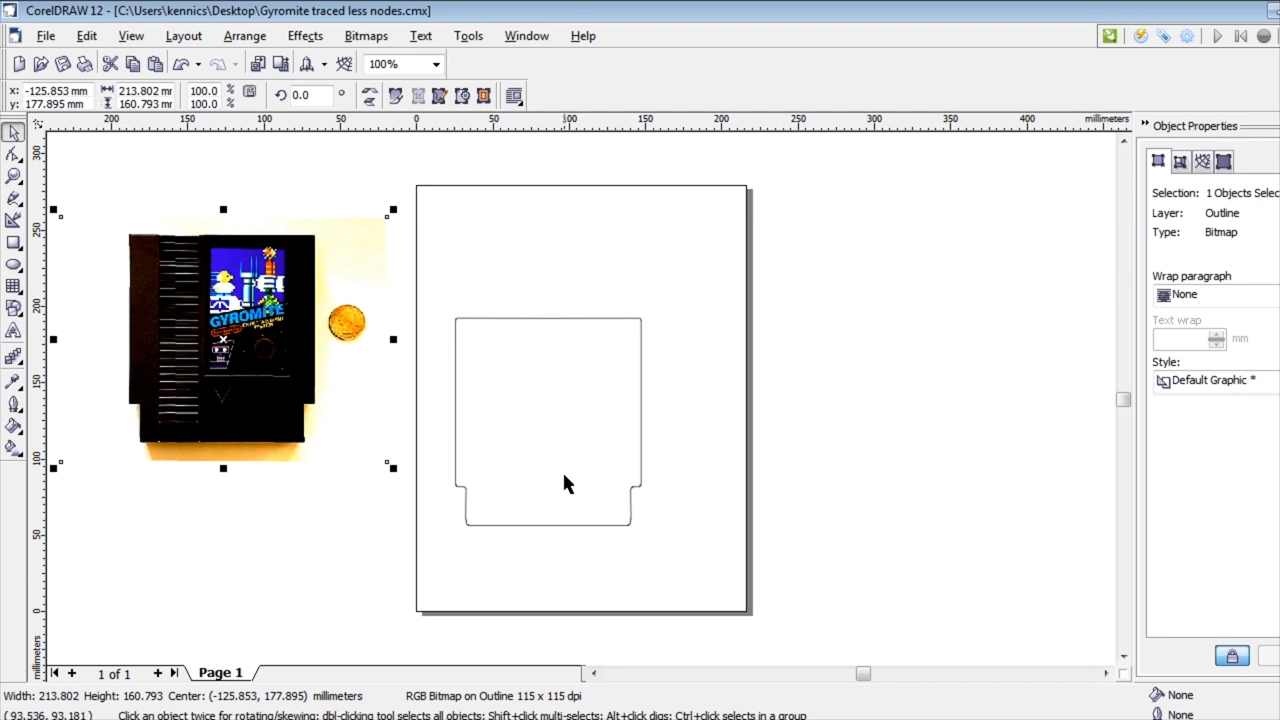 CorelDRAW 12 - [C:\Users\kennics\Desktop\Gyromite traced less nodes.cmx]
File Edit View Layout Arrange Effects Bitmaps Text Tools Window Help
100%
x: -125.853 mm 213.802 mr 100.0 %
y: 177.895 mm 160.793 mr 100.0 %
0.0 °
200 150 100 50 0 50 100 150 200 250 300 350 400 millimeters
300
250
200
150
100
50
0
millimeters
GYROMITE
Object Properties
Selection: 1 Objects Selec
Layer: Outline
Type: Bitmap
Wrap paragraph
None
Text wrap
mm
Style:
Default Graphic *
1 of 1 Page 1
Width: 213.802 Height: 160.793 Center: (-125.853, 177.895) millimeters RGB Bitmap on Outline 115 x 115 dpi
None
(93.536, 93.181) Click an object twice for rotating/skewing; dbl-clicking tool selects all objects; Shift+click multi-selects; Alt+click digs; Ctrl+click selects in a group
None